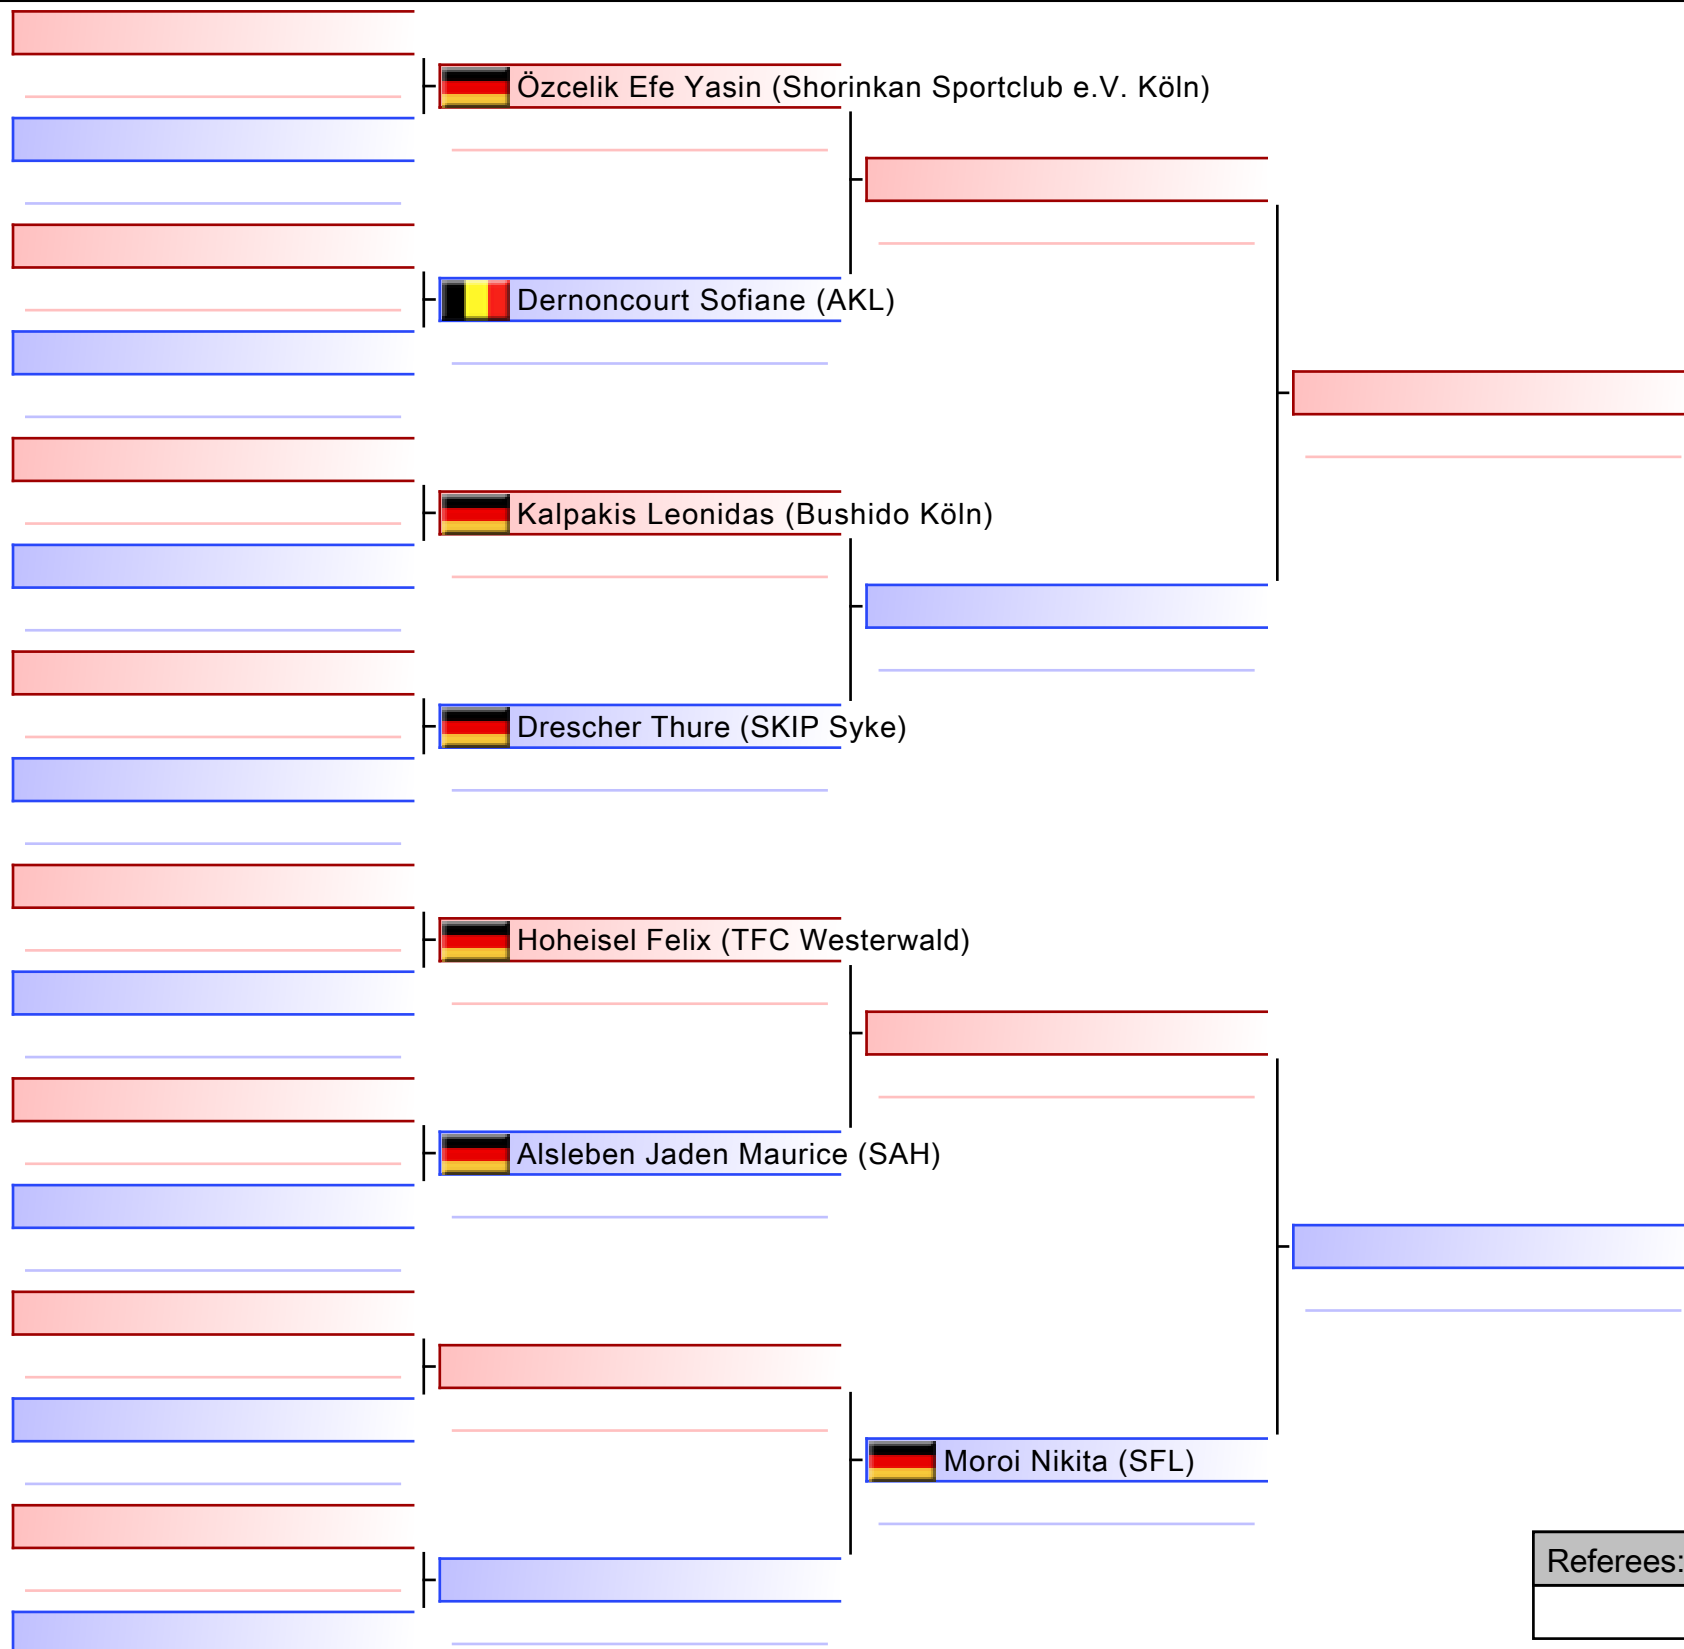 Özcelik Efe Yasin (Shorinkan Sportclub e.V. Köln)
Dernoncourt Sofiane (AKL)
Kalpakis Leonidas (Bushido Köln)
Drescher Thure (SKIP Syke)
Hoheisel Felix (TFC Westerwald)
Alsleben Jaden Maurice (SAH)
Moroi Nikita (SFL)
Referees: